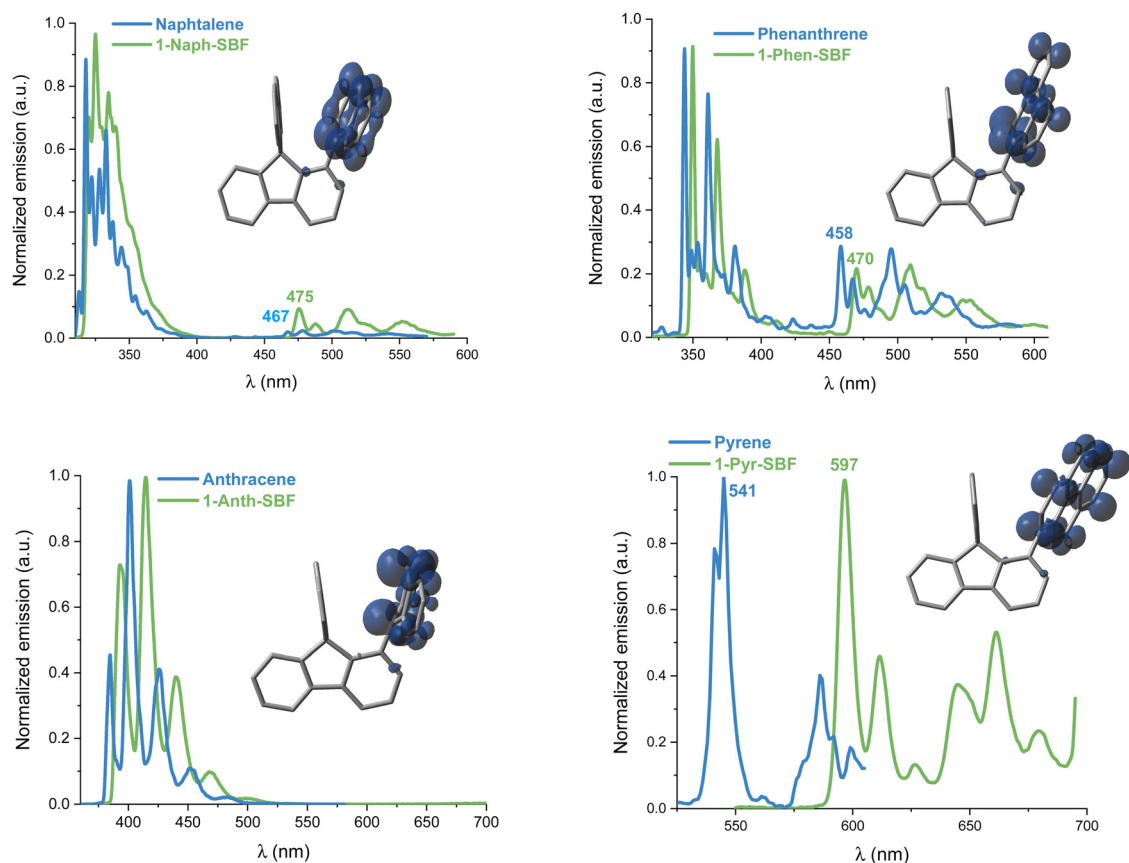 Naphtalene
1-Naph-SBF
Normalized emission (a.u.)
1.0
0.8
0.6
0.4
0.2
0.0
467
475
350 400 450 500 550 600
λ (nm)
Phenanthrene
1-Phen-SBF
Normalized emission (a.u.)
1.0
0.8
0.6
0.4
0.2
0.0
458
470
350 400 450 500 550 600
λ (nm)
Anthracene
1-Anth-SBF
Normalized emission (a.u.)
1.0
0.8
0.6
0.4
0.2
0.0
400 450 500 550 600 650 700
λ (nm)
Pyrene
1-Pyr-SBF
541
597
Normalized emission (a.u.)
1.0
0.8
0.6
0.4
0.2
0.0
550 600 650 700
λ (nm)